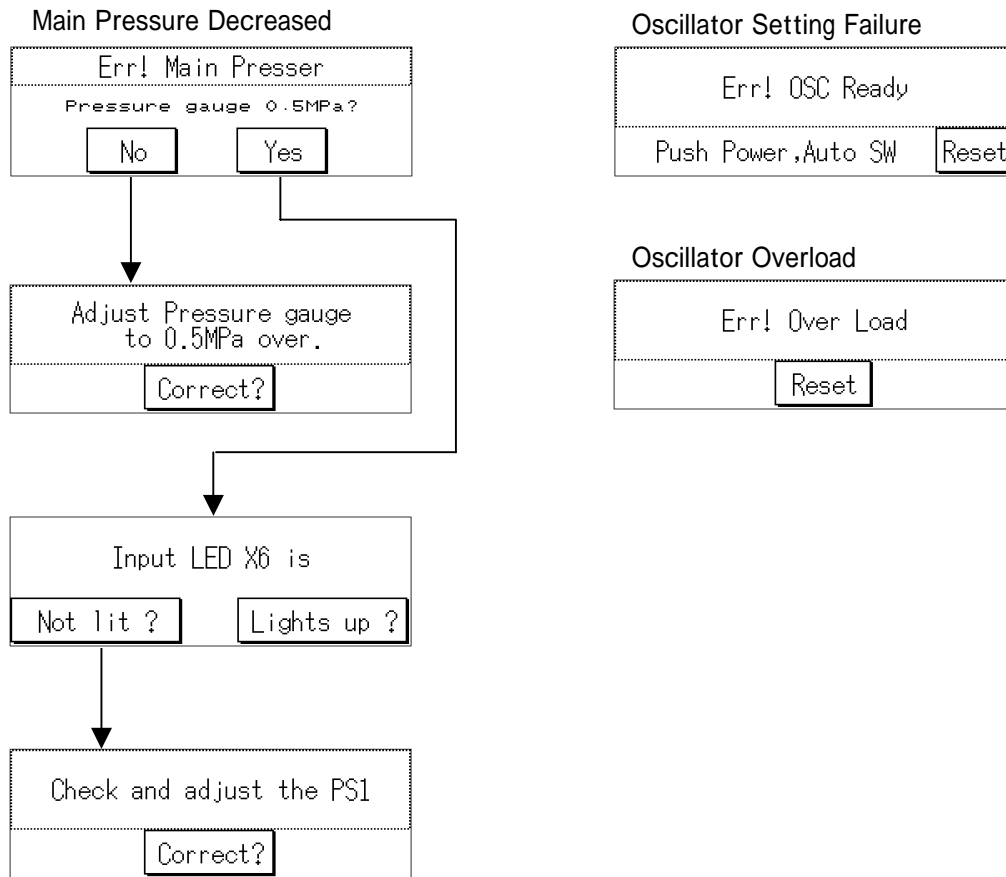 Main Pressure Decreased
Err! Main Presser
Pressure gauge 0.5MPa?
No
Yes
Adjust Pressure gauge
to 0.5MPa over.
Correct?
Input LED X6 is
Not lit ?
Lights up ?
Check and adjust the PS1
Correct?
Oscillator Setting Failure
Err! OSC Ready
Push Power,Auto SW
Reset
Oscillator Overload
Err! Over Load
Reset